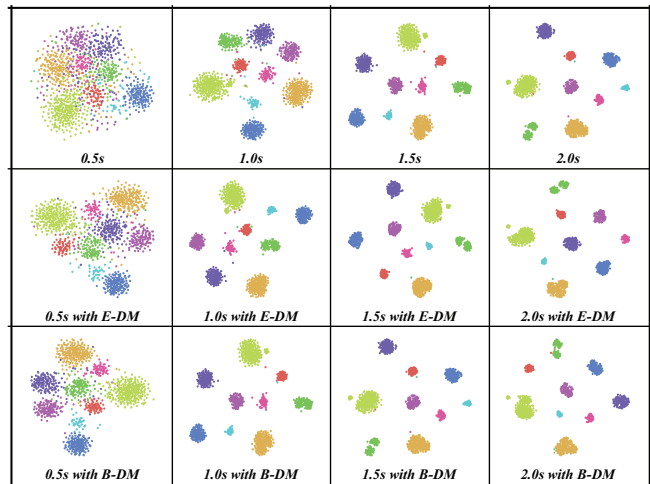 0.5s
1.0s
1.5s
2.0s
0.5s with E-DM
1.0s with E-DM
1.5s with E-DM
2.0s with E-DM
0.5s with B-DM
1.0s with B-DM
1.5s with B-DM
2.0s with B-DM